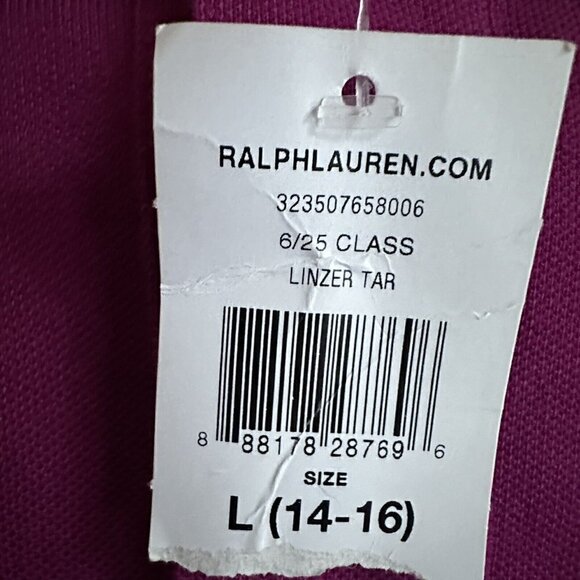 RALPHLAUREN.COM
323507658006
6/25 CLASS
LINZER TAR
8 88178 28769 6
SIZE
L (14-16)